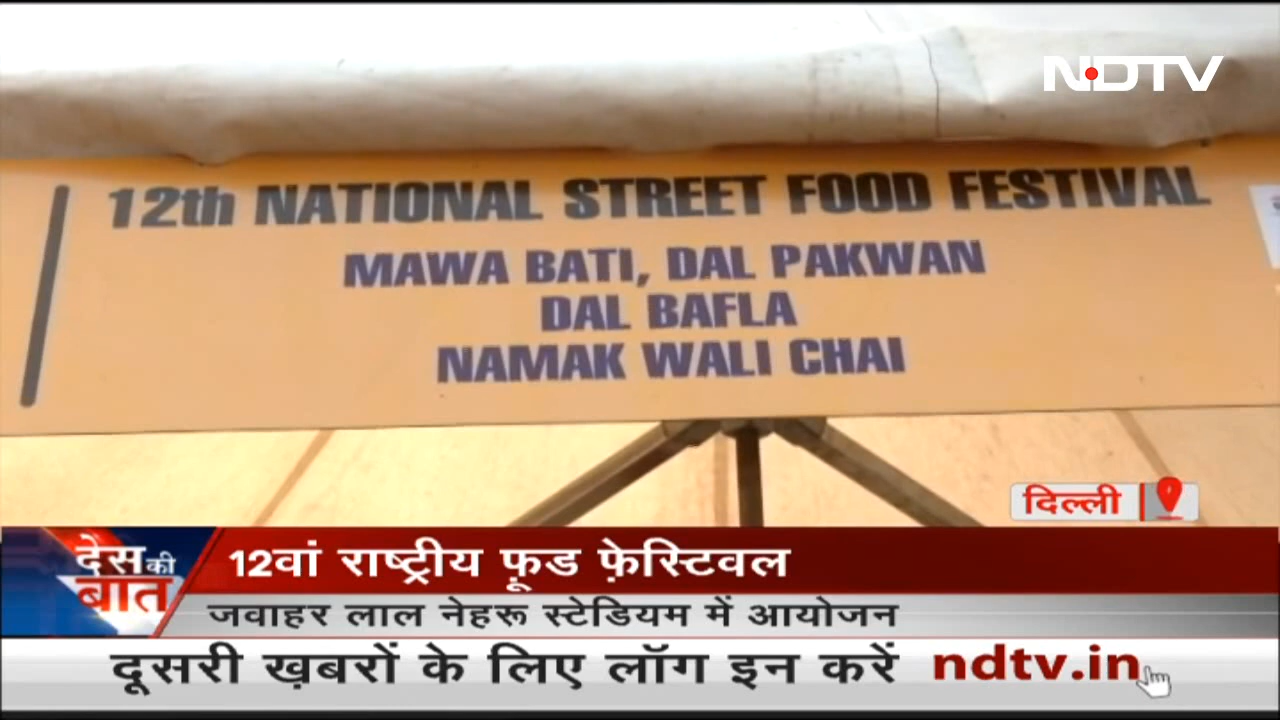 NDTV
12th NATIONAL STREET FOOD FESTIVAL
MAWA BATI, DAL PAKWAN
DAL BAFLA
NAMAK WALI CHAI
दिल्ली
देस की
बात
12वां राष्ट्रीय फ़ूड फ़ेस्टिवल
जवाहर लाल नेहरू स्टेडियम में आयोजन
दूसरी ख़बरों के लिए लॉग इन करें ndtv.in